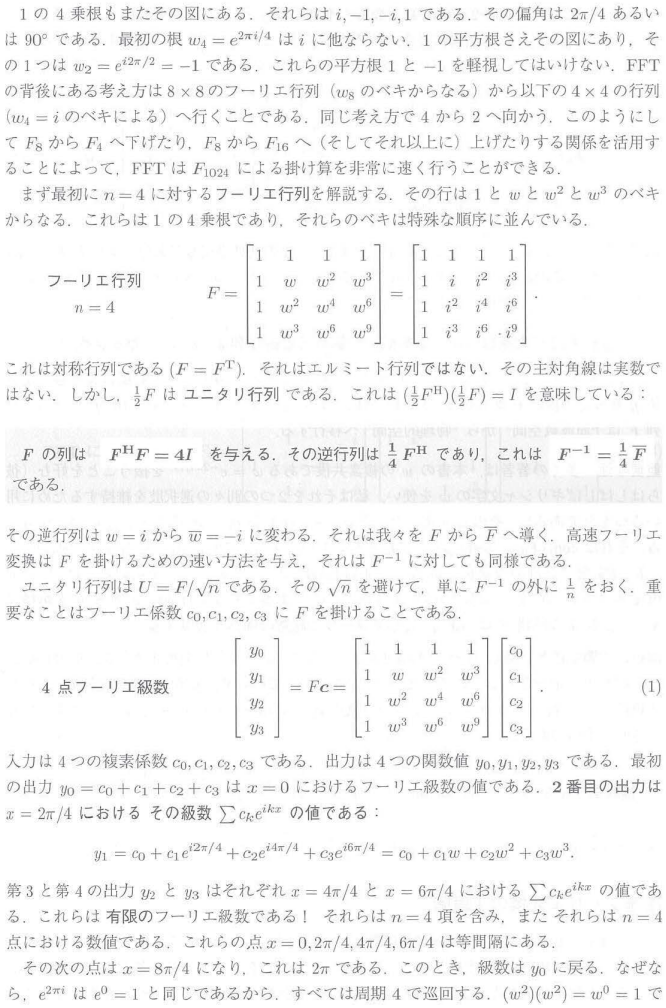 1 の 4 乗根もまたその図にある．それらは i, −1, −i, 1 である．その偏角は 2π/4 あるい
は 90° である．最初の根 w₄ = e^{2πi/4} は i に他ならない．1 の平方根さえその図にあり，そ
の 1 つは w₂ = e^{i2π/2} = −1 である．これらの平方根 1 と −1 を軽視してはいけない．FFT
の背後にある考え方は 8 × 8 のフーリエ行列（w₈ のベキからなる）から以下の 4 × 4 の行列
(w₄ = i のベキによる）へ行くことである．同じ考え方で 4 から 2 へ向かう．このようにし
て F₈ から F₄ へ下げたり，F₈ から F₁₆ へ（そしてそれ以上に）上げたりする関係を活用す
ることによって，FFT は F₁₀₂₄ による掛け算を非常に速く行うことができる．
まず最初に n = 4 に対するフーリエ行列を解説する．その行は 1 と w と w² と w³ のベキ
からなる．これらは 1 の 4 乗根であり，それらのベキは特殊な順序に並んでいる．
フーリエ行列
n = 4
F = [1 1 1 1; 1 w w² w³; 1 w² w⁴ w⁶; 1 w³ w⁶ w⁹] = [1 1 1 1; 1 i i² i³; 1 i² i⁴ i⁶; 1 i³ i⁶ i⁹] .
これは対称行列である (F = F^T)．それはエルミート行列ではない．その主対角線は実数で
はない．しかし，½F は ユニタリ行列 である．これは (½F^H)(½F) = I を意味している：
F の列は F^H F = 4I を与える．その逆行列は ¼ F^H であり，これは F⁻¹ = ¼ F̅
である．
その逆行列は w = i から w̅ = −i に変わる．それは我々を F から F̅ へ導く．高速フーリエ
変換は F を掛けるための速い方法を与え，それは F⁻¹ に対しても同様である．
ユニタリ行列は U = F/√n である．その √n を避けて，単に F⁻¹ の外に 1/n をおく．重
要なことはフーリエ係数 c₀, c₁, c₂, c₃ に F を掛けることである．
4 点フーリエ級数 [y₀; y₁; y₂; y₃] = Fc = [1 1 1 1; 1 w w² w³; 1 w² w⁴ w⁶; 1 w³ w⁶ w⁹] [c₀; c₁; c₂; c₃] . (1)
入力は 4 つの複素係数 c₀, c₁, c₂, c₃ である．出力は 4 つの関数値 y₀, y₁, y₂, y₃ である．最初
の出力 y₀ = c₀ + c₁ + c₂ + c₃ は x = 0 におけるフーリエ級数の値である．2 番目の出力は
x = 2π/4 における その級数 ∑ c_k e^{ikx} の値である：
y₁ = c₀ + c₁e^{i2π/4} + c₂e^{i4π/4} + c₃e^{i6π/4} = c₀ + c₁w + c₂w² + c₃w³.
第 3 と第 4 の出力 y₂ と y₃ はそれぞれ x = 4π/4 と x = 6π/4 における ∑ c_k e^{ikx} の値であ
る．これらは 有限のフーリエ級数である！ それらは n = 4 項を含み，また それらは n = 4
点における数値である．これらの点 x = 0, 2π/4, 4π/4, 6π/4 は等間隔にある．
その次の点は x = 8π/4 になり，これは 2π である．このとき，級数は y₀ に戻る．なぜな
ら，e^{2πi} は e⁰ = 1 と同じであるから．すべては周期 4 で巡回する．(w²)(w²) = w⁰ = 1 で